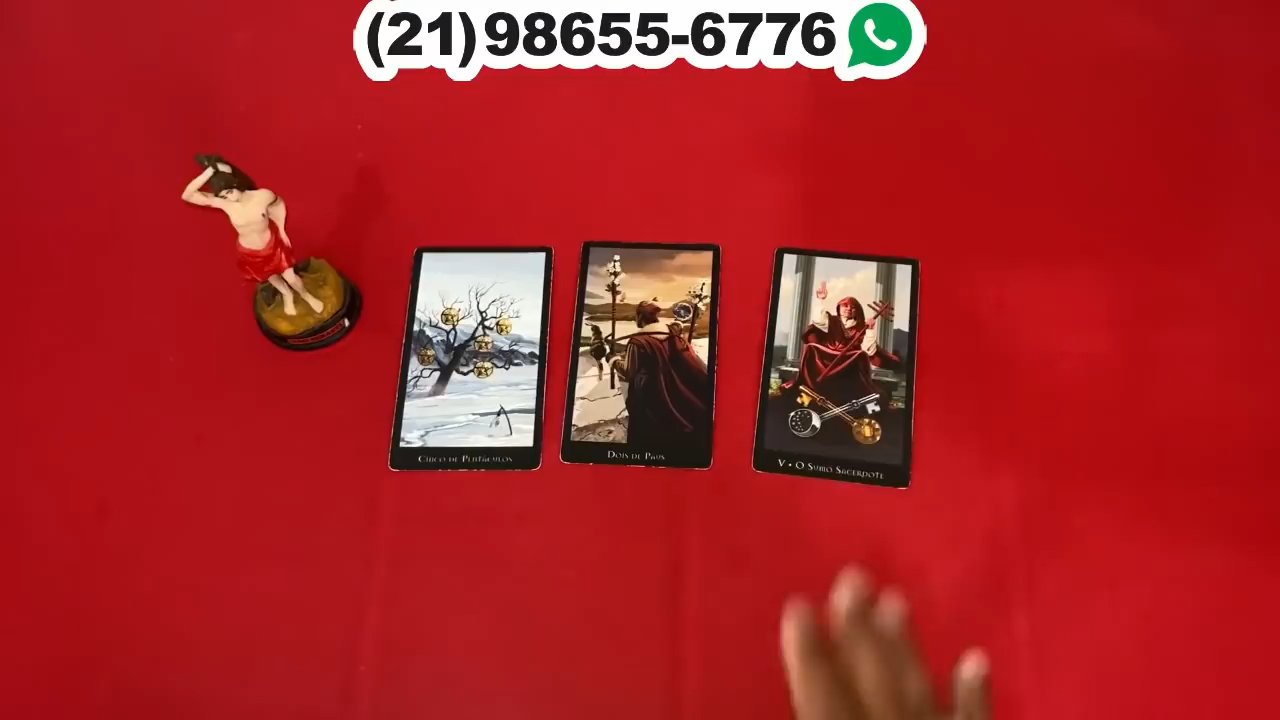 (21)98655-6776
Cinco de Pentáculos
Dois de Paus
V • O Sumo Sacerdote